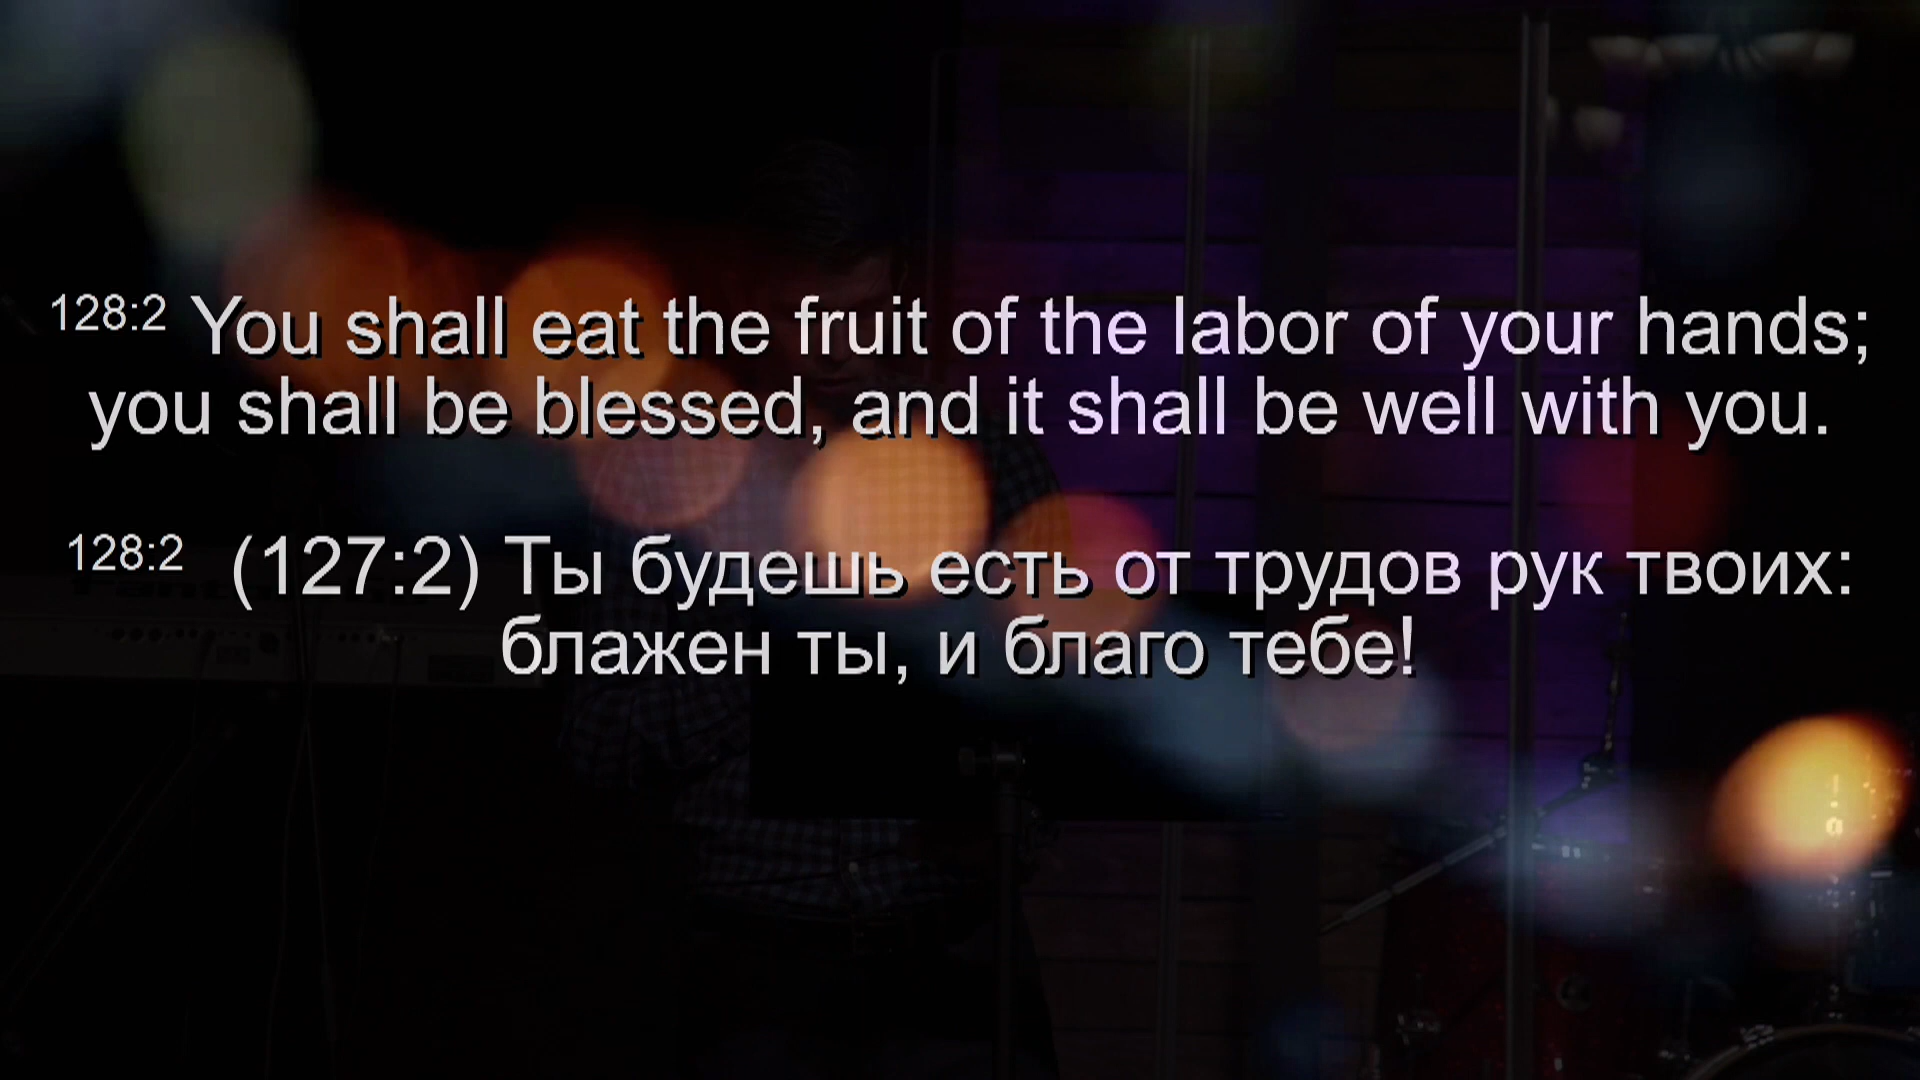 128:2 You shall eat the fruit of the labor of your hands;
you shall be blessed, and it shall be well with you.
128:2 (127:2) Ты будешь есть от трудов рук твоих:
блажен ты, и благо тебе!